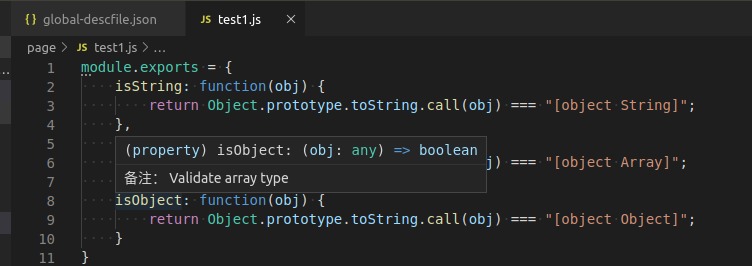 {} global-descfile.json JS test1.js ×
page > JS test1.js > ...
1 module.exports = {
2 isString: function(obj) {
3 return Object.prototype.toString.call(obj) === "[object String]";
4 },
5
(property) isObject: (obj: any) => boolean
6 j) === "[object Array]";
7
备注： Validate array type
8 isObject: function(obj) {
9 return Object.prototype.toString.call(obj) === "[object Object]";
10 }
11 }